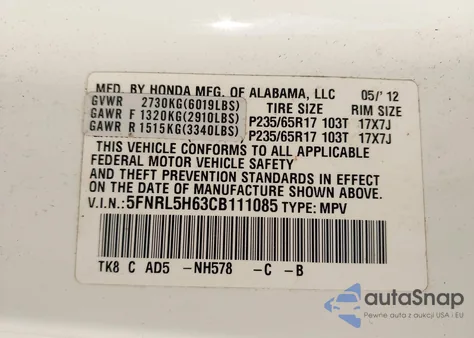 MFD. BY HONDA MFG. OF ALABAMA, LLC 05/'12
GVWR 2730KG(6019LBS) TIRE SIZE RIM SIZE
GAWR F 1320KG(2910LBS) P235/65R17 103T 17X7J
GAWR R 1515KG(3340LBS) P235/65R17 103T 17X7J
THIS VEHICLE CONFORMS TO ALL APPLICABLE
FEDERAL MOTOR VEHICLE SAFETY
AND THEFT PREVENTION STANDARDS IN EFFECT
ON THE DATE OF MANUFACTURE SHOWN ABOVE.
V.I.N.: 5FNRL5H63CB111085 TYPE: MPV
TK8 C AD5 -NH578 -C -B
autoSnap
Pewne auta z USA i EU